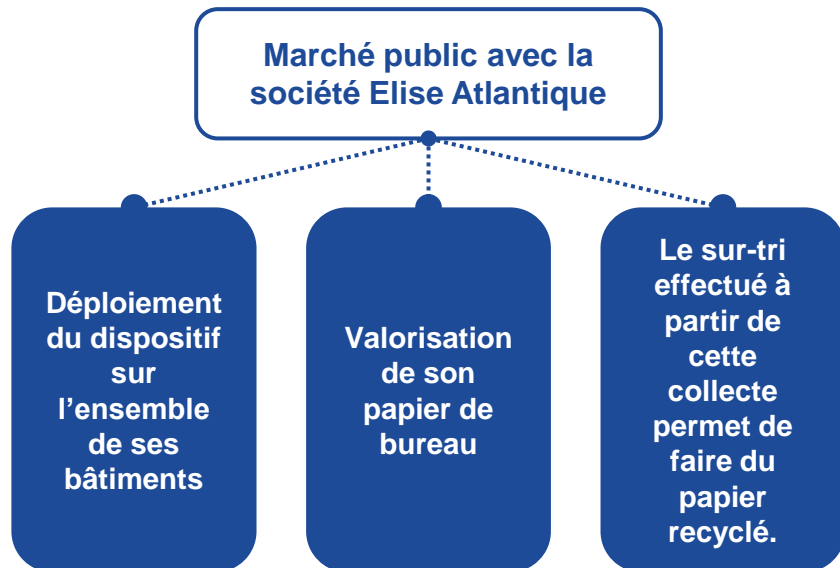 Marché public avec la
société Elise Atlantique
Déploiement
du dispositif
sur
l'ensemble
de ses
bâtiments
Valorisation
de son
papier de
bureau
Le sur-tri
effectué à
partir de
cette
collecte
permet de
faire du
papier
recyclé.